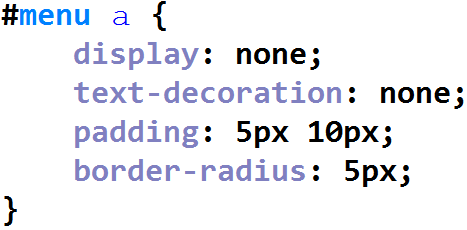 #menu a {
    display: none;
    text-decoration: none;
    padding: 5px 10px;
    border-radius: 5px;
}